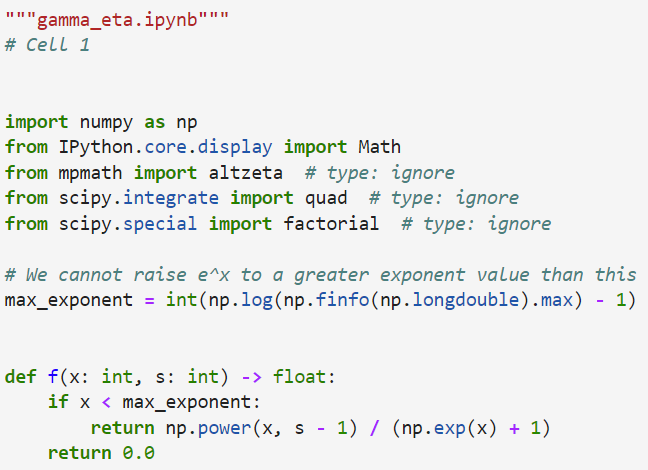 """gamma_eta.ipynb"""
# Cell 1
import numpy as np
from IPython.core.display import Math
from mpmath import altzeta  # type: ignore
from scipy.integrate import quad  # type: ignore
from scipy.special import factorial  # type: ignore
# We cannot raise e^x to a greater exponent value than this
max_exponent = int(np.log(np.finfo(np.longdouble).max) - 1)
def f(x: int, s: int) -> float:
    if x < max_exponent:
        return np.power(x, s - 1) / (np.exp(x) + 1)
    return 0.0